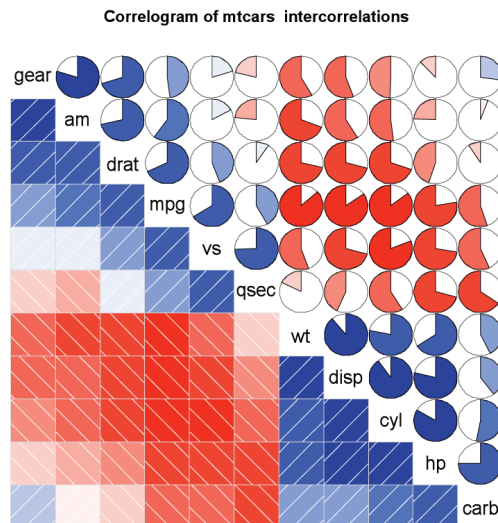 Correlogram of mtcars intercorrelations
gear
am
drat
mpg
vs
qsec
wt
disp
cyl
hp
carb